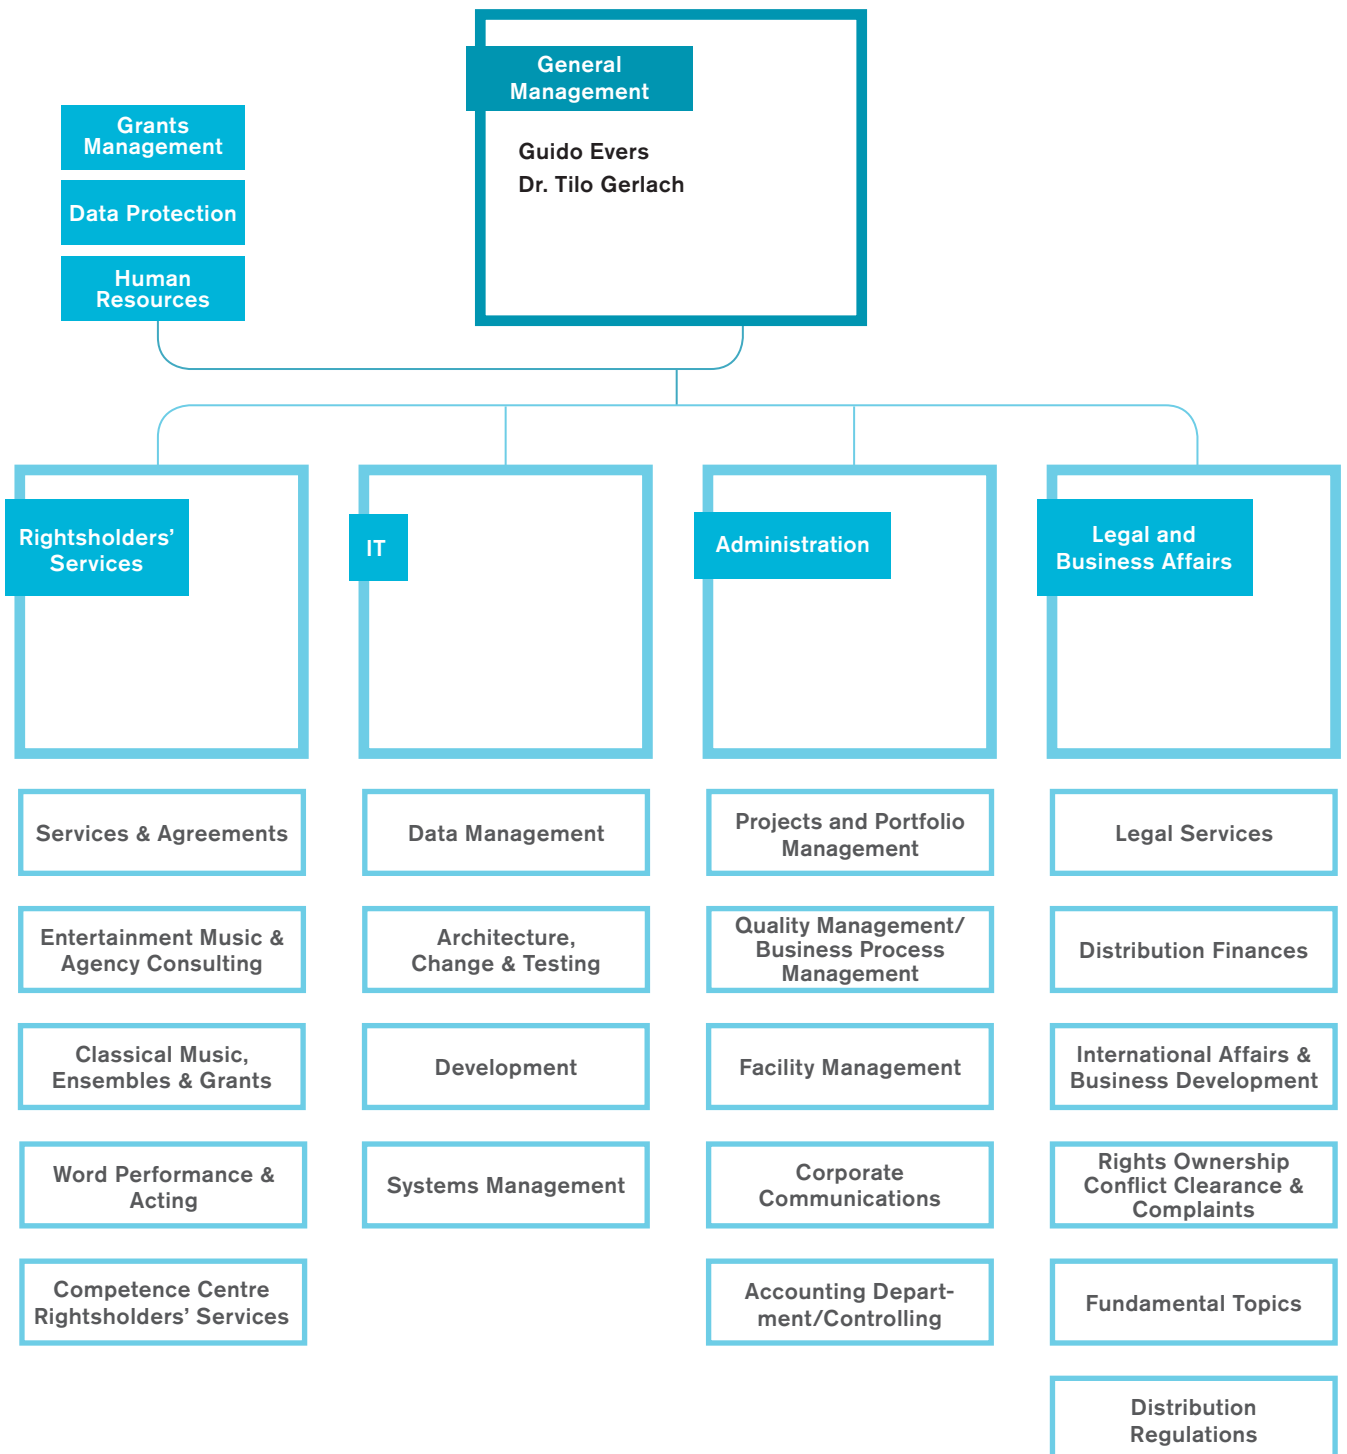 General
Management
Guido Evers
Dr. Tilo Gerlach
Grants
Management
Data Protection
Human
Resources
Rightsholders’
Services
Services & Agreements
Entertainment Music &
Agency Consulting
Classical Music,
Ensembles & Grants
Word Performance &
Acting
Competence Centre
Rightsholders’ Services
IT
Data Management
Architecture,
Change & Testing
Development
Systems Management
Administration
Projects and Portfolio
Management
Quality Management/
Business Process
Management
Facility Management
Corporate
Communications
Accounting Depart-
ment/Controlling
Legal and
Business Affairs
Legal Services
Distribution Finances
International Affairs &
Business Development
Rights Ownership
Conflict Clearance &
Complaints
Fundamental Topics
Distribution
Regulations